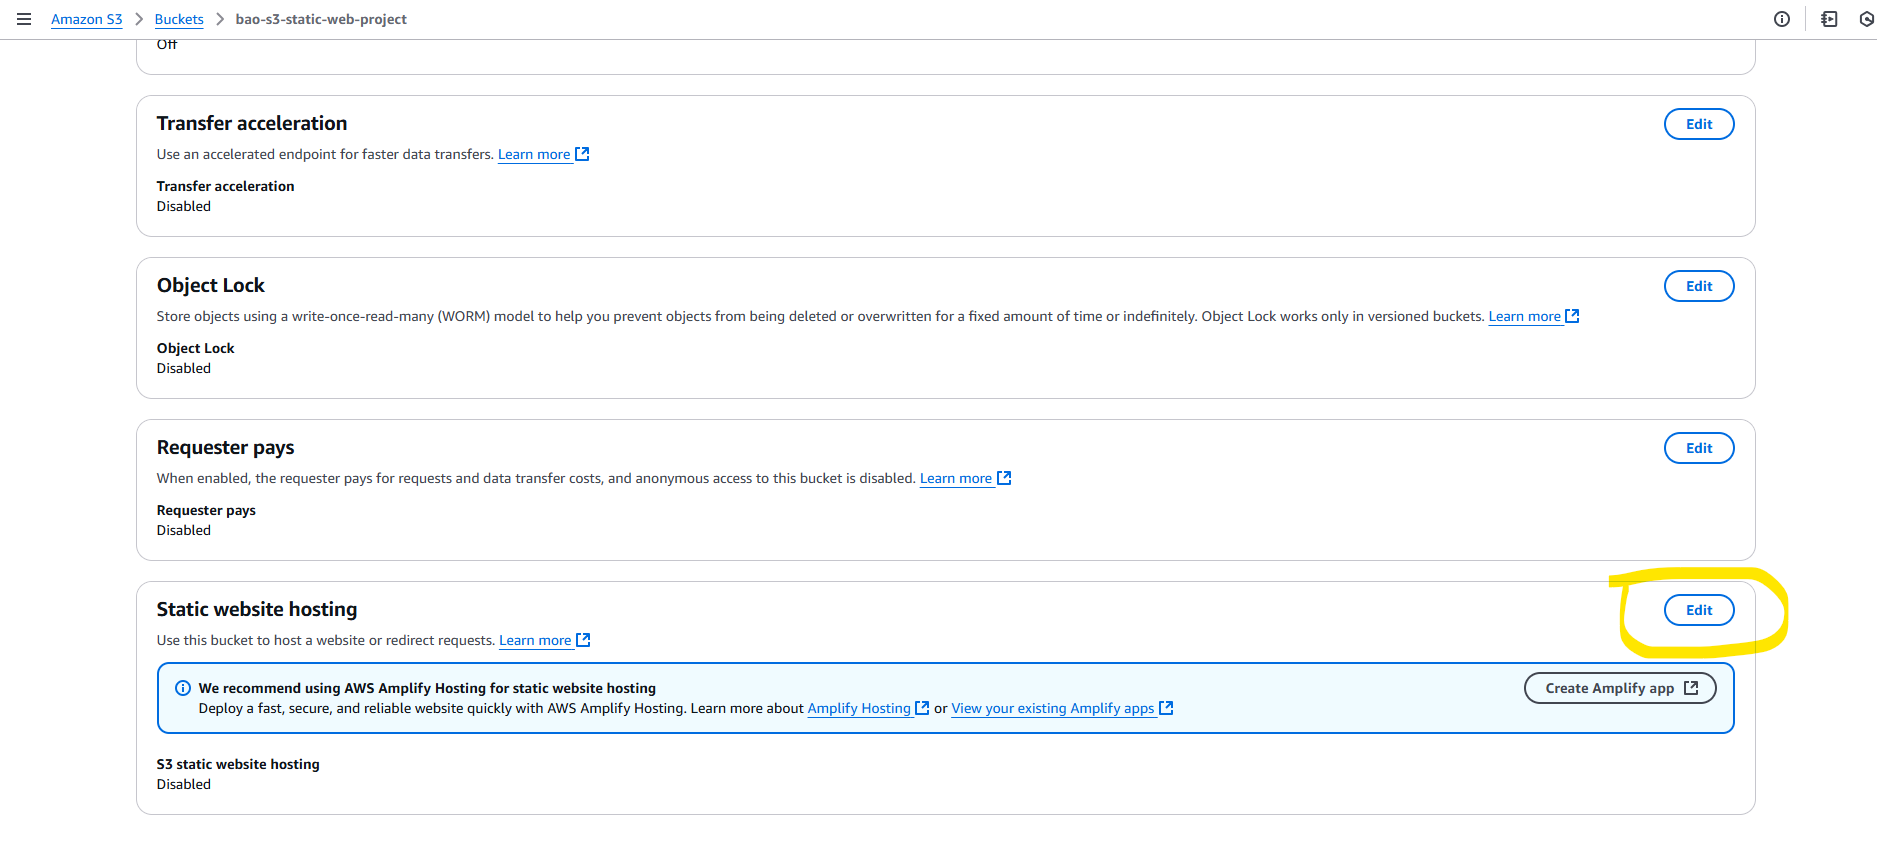 Amazon S3 > Buckets > bao-s3-static-web-project
Off
Transfer acceleration
Edit
Use an accelerated endpoint for faster data transfers. Learn more
Transfer acceleration
Disabled
Object Lock
Edit
Store objects using a write-once-read-many (WORM) model to help you prevent objects from being deleted or overwritten for a fixed amount of time or indefinitely. Object Lock works only in versioned buckets. Learn more
Object Lock
Disabled
Requester pays
Edit
When enabled, the requester pays for requests and data transfer costs, and anonymous access to this bucket is disabled. Learn more
Requester pays
Disabled
Static website hosting
Edit
Use this bucket to host a website or redirect requests. Learn more
We recommend using AWS Amplify Hosting for static website hosting
Create Amplify app
Deploy a fast, secure, and reliable website quickly with AWS Amplify Hosting. Learn more about Amplify Hosting or View your existing Amplify apps
S3 static website hosting
Disabled